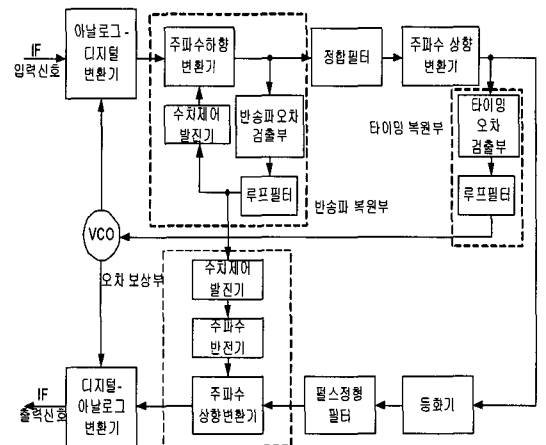 IF
입력신호
아날로그-
디지털
변환기
주파수하향
변환기
정합필터
주파수 상향
변환기
수치제어
발진기
반송파오차
검출부
루프필터
반송파 복원부
타이밍 복원부
타이밍
오차
검출부
루프필터
VCO
오차 보상부
수치제어
발진기
주파수
반전기
IF
출력신호
디지털-
아날로그
변환기
주파수
상향변환기
펄스정형
필터
등화기